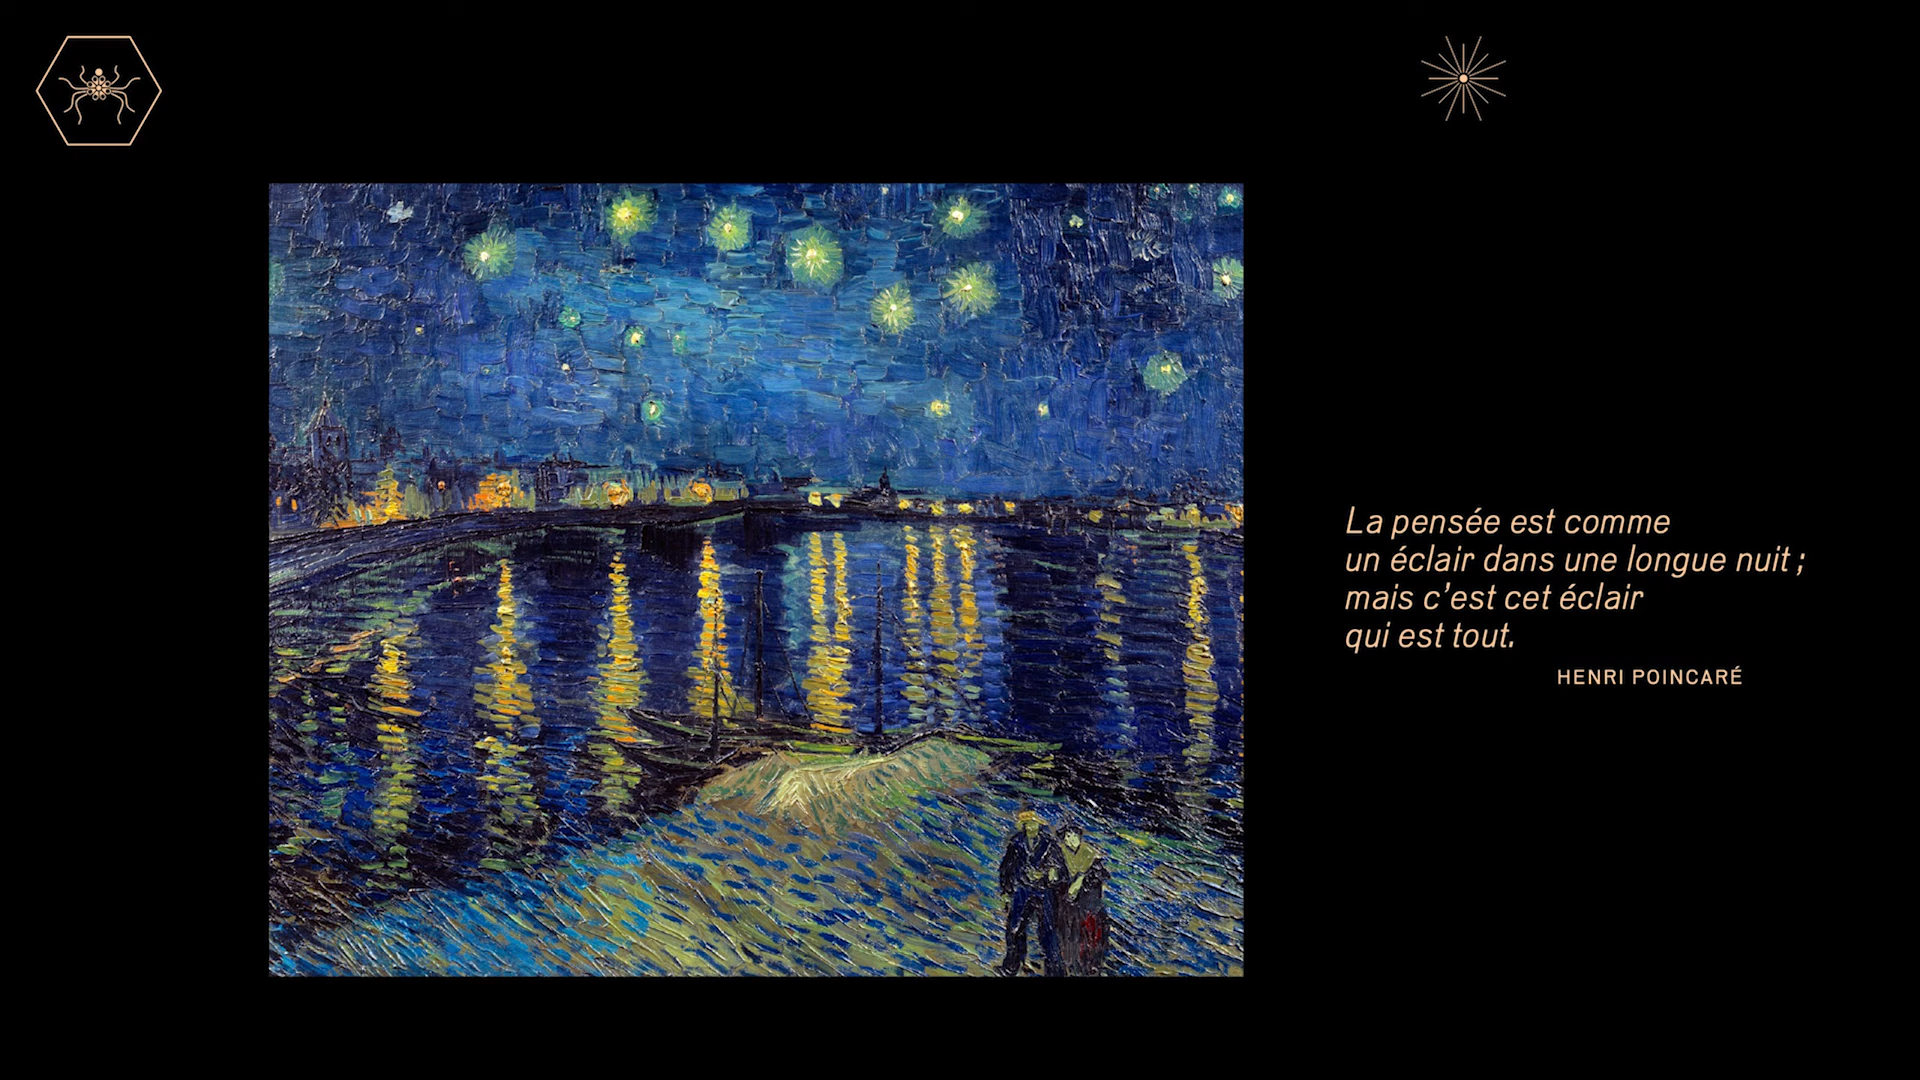 La pensée est comme
un éclair dans une longue nuit ;
mais c’est cet éclair
qui est tout.
HENRI POINCARÉ